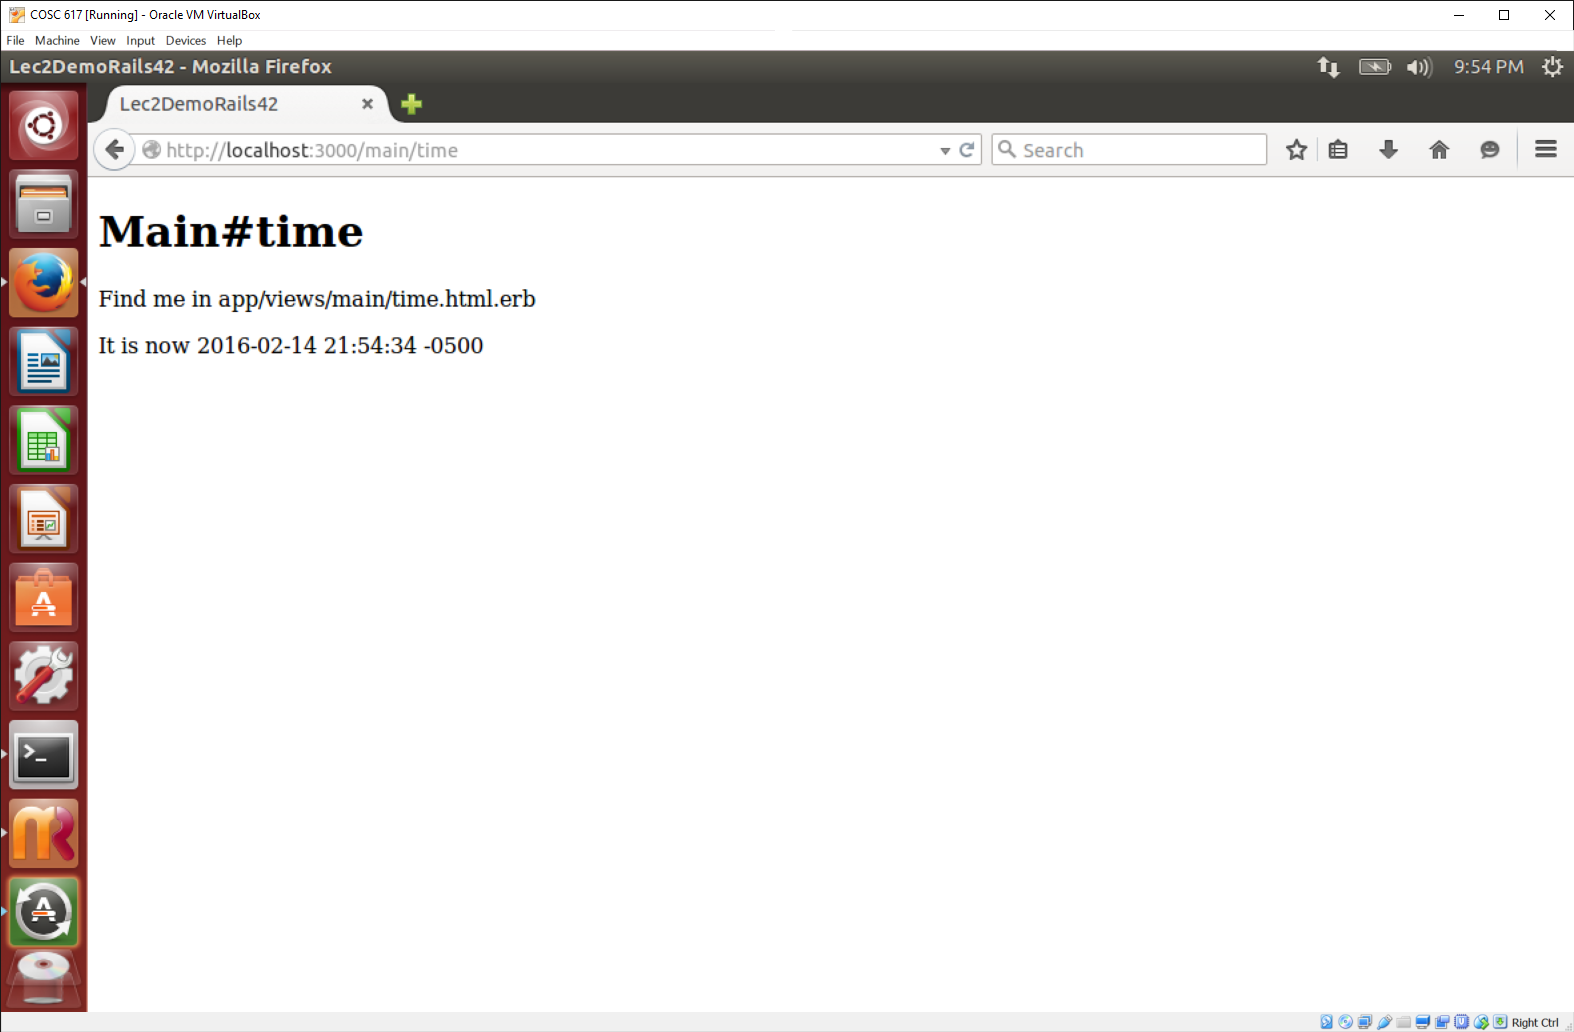 COSC 617 [Running] - Oracle VM VirtualBox
File Machine View Input Devices Help
Lec2DemoRails42 - Mozilla Firefox
9:54 PM
Lec2DemoRails42
http://localhost:3000/main/time
Search
Main#time
Find me in app/views/main/time.html.erb
It is now 2016-02-14 21:54:34 -0500
Right Ctrl